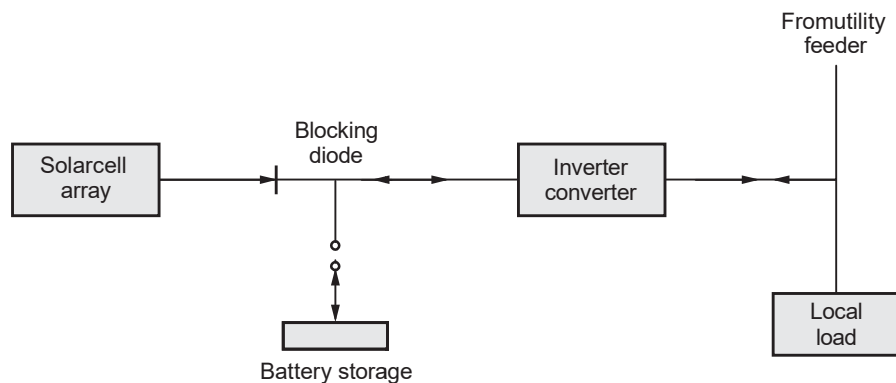 Fromutility
feeder
Blocking
diode
Solarcell
array
Inverter
converter
Local
load
Battery storage